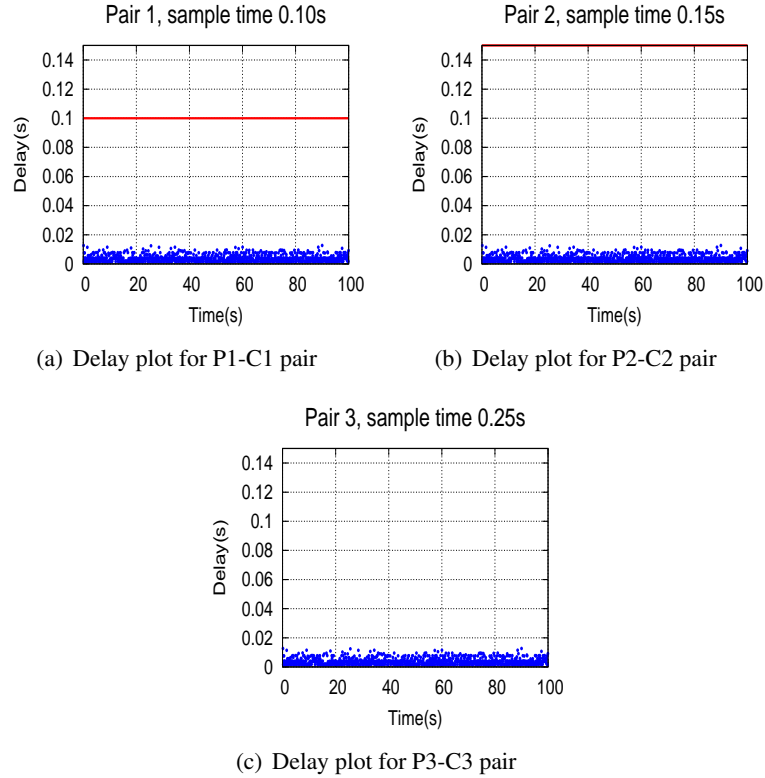 Pair 1, sample time 0.10s
Delay(s)
0.14
0.12
0.1
0.08
0.06
0.04
0.02
0
0 20 40 60 80 100
Time(s)
(a) Delay plot for P1-C1 pair
Pair 2, sample time 0.15s
Delay(s)
0.14
0.12
0.1
0.08
0.06
0.04
0.02
0
0 20 40 60 80 100
Time(s)
(b) Delay plot for P2-C2 pair
Pair 3, sample time 0.25s
Delay(s)
0.14
0.12
0.1
0.08
0.06
0.04
0.02
0
0 20 40 60 80 100
Time(s)
(c) Delay plot for P3-C3 pair